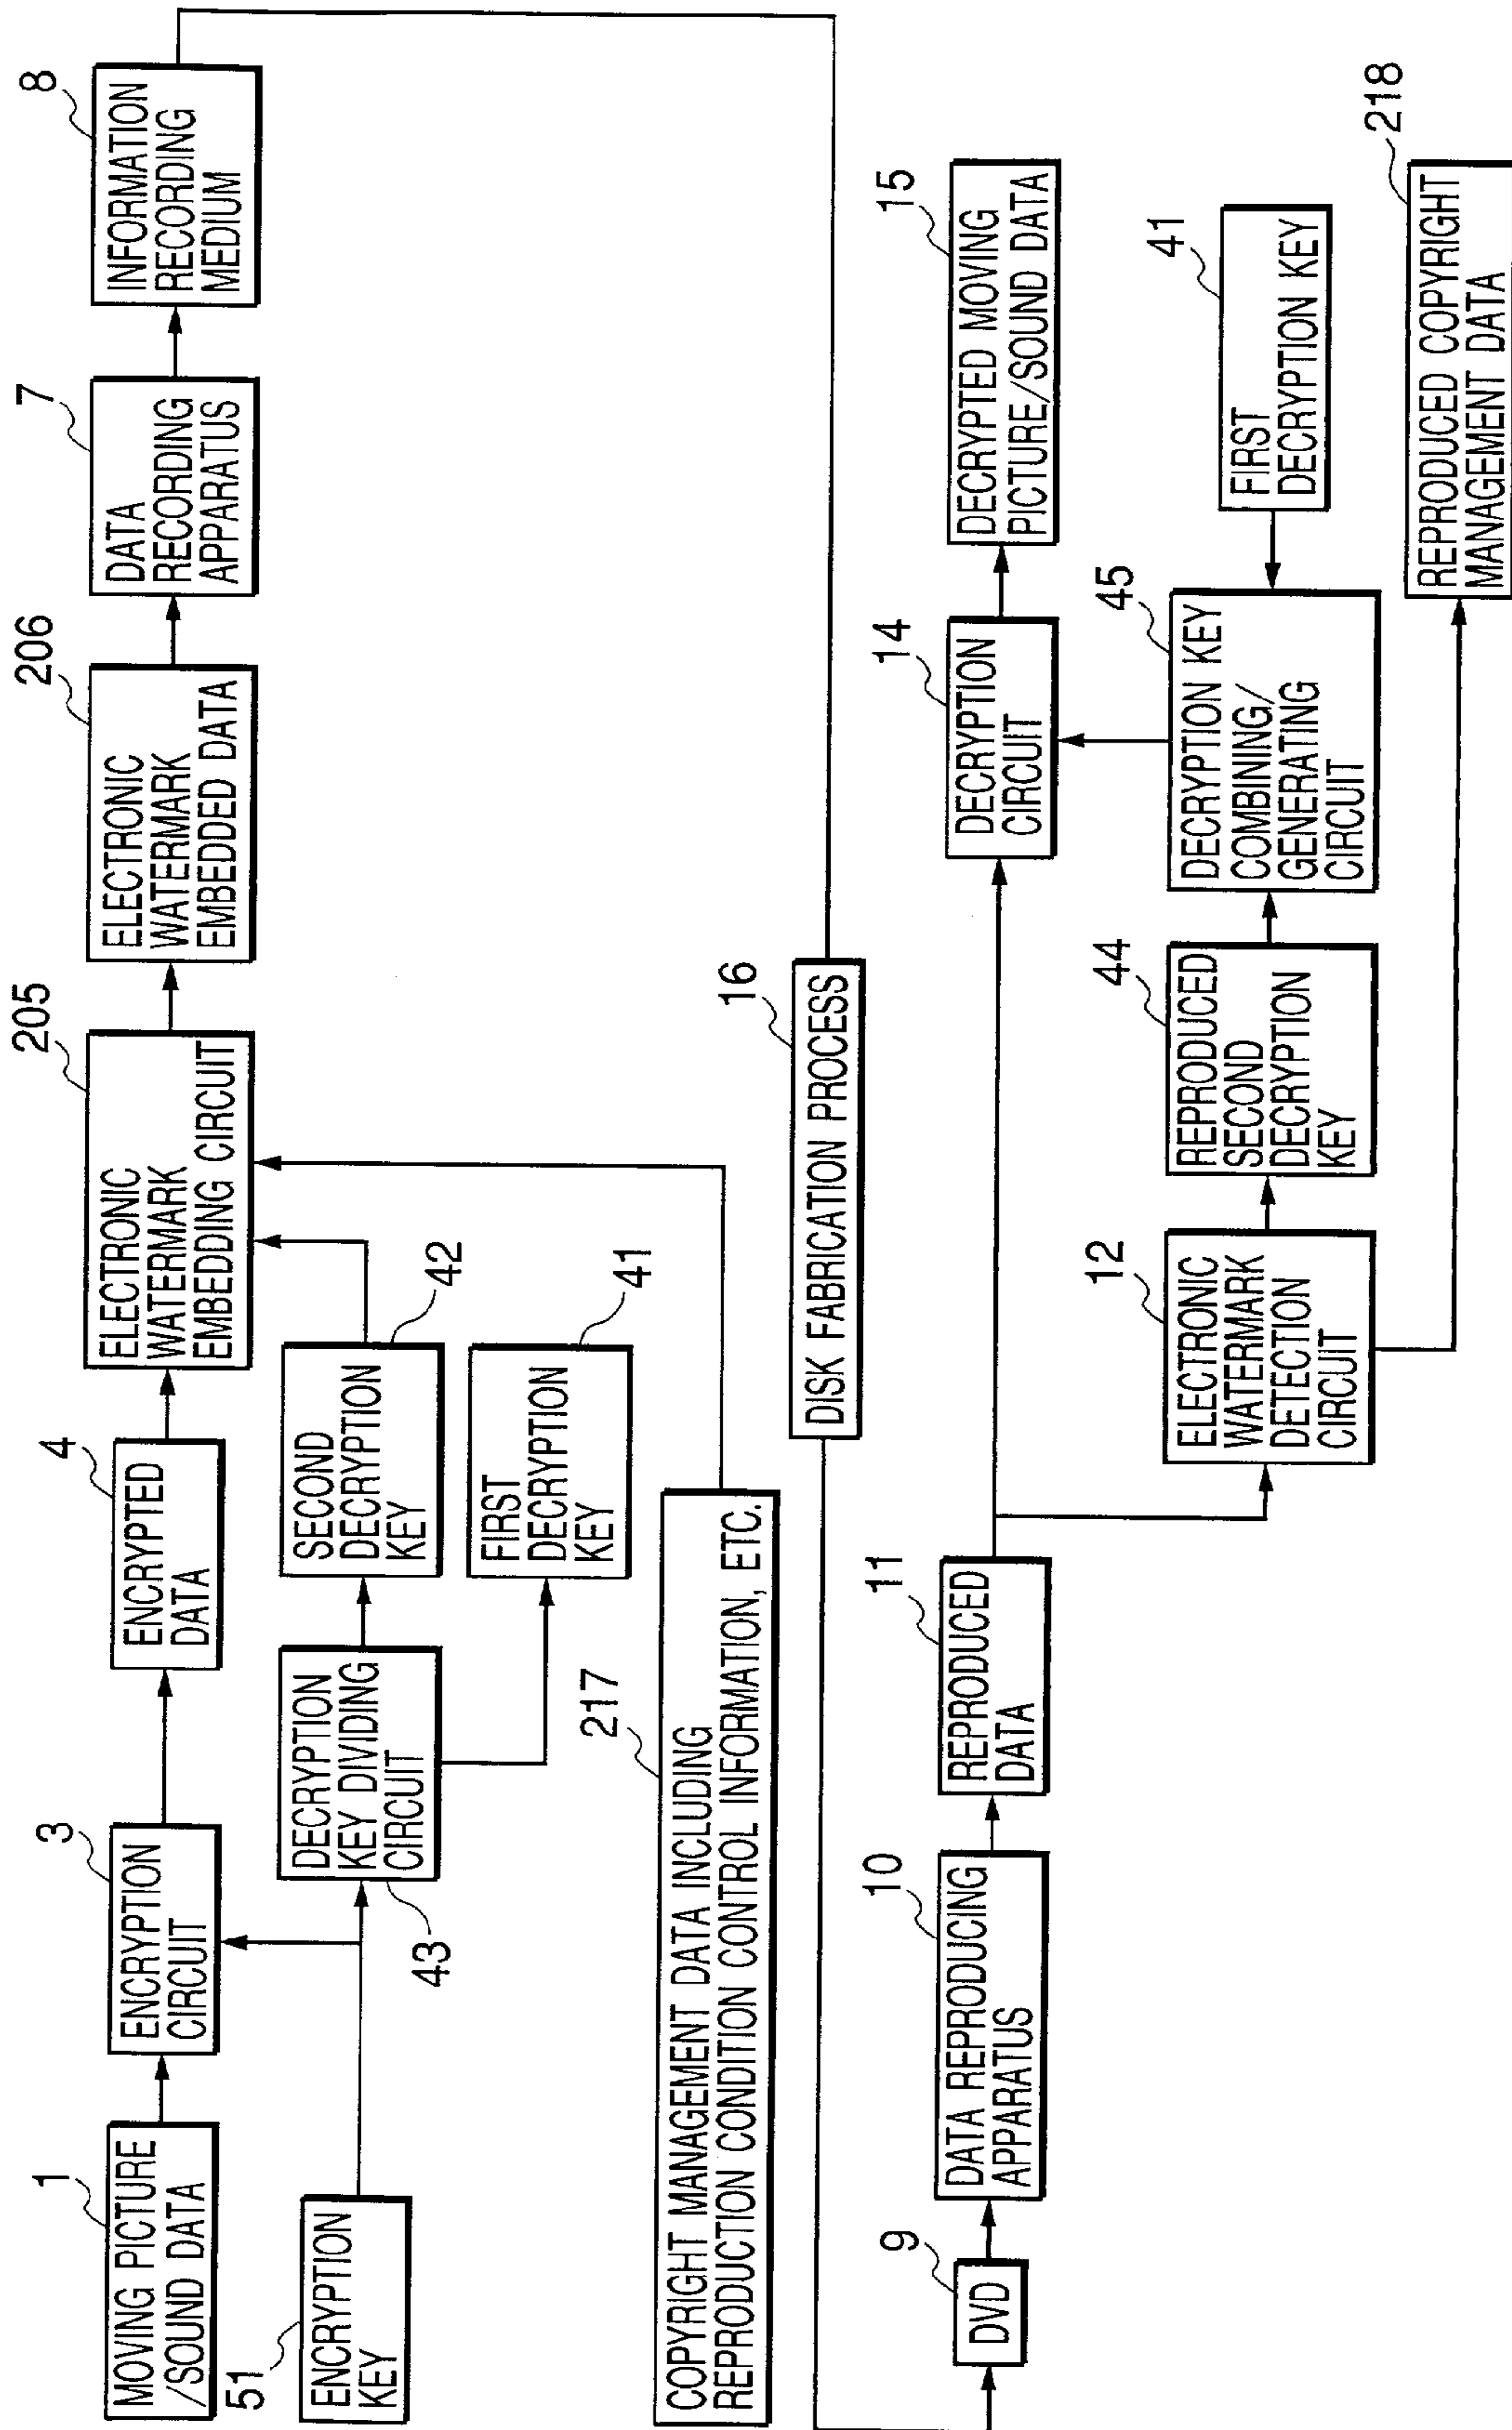 1
MOVING PICTURE
/SOUND DATA
3
ENCRYPTION
CIRCUIT
4
ENCRYPTED
DATA
205
ELECTRONIC
WATERMARK
EMBEDDING CIRCUIT
206
ELECTRONIC
WATERMARK
EMBEDDED DATA
7
DATA
RECORDING
APPARATUS
8
INFORMATION
RECORDING
MEDIUM
51
ENCRYPTION
KEY
43
DECRYPTION
KEY DIVIDING
CIRCUIT
42
SECOND
DECRYPTION
KEY
41
FIRST
DECRYPTION
KEY
217
COPYRIGHT MANAGEMENT DATA INCLUDING
REPRODUCTION CONDITION CONTROL INFORMATION, ETC.
16
DISK FABRICATION PROCESS
9
DVD
10
DATA REPRODUCING
APPARATUS
11
REPRODUCED
DATA
14
DECRYPTION
CIRCUIT
15
DECRYPTED MOVING
PICTURE/SOUND DATA
12
ELECTRONIC
WATERMARK
DETECTION
CIRCUIT
44
REPRODUCED
SECOND
DECRYPTION
KEY
45
DECRYPTION KEY
COMBINING/
GENERATING
CIRCUIT
41
FIRST
DECRYPTION KEY
218
REPRODUCED COPYRIGHT
MANAGEMENT DATA